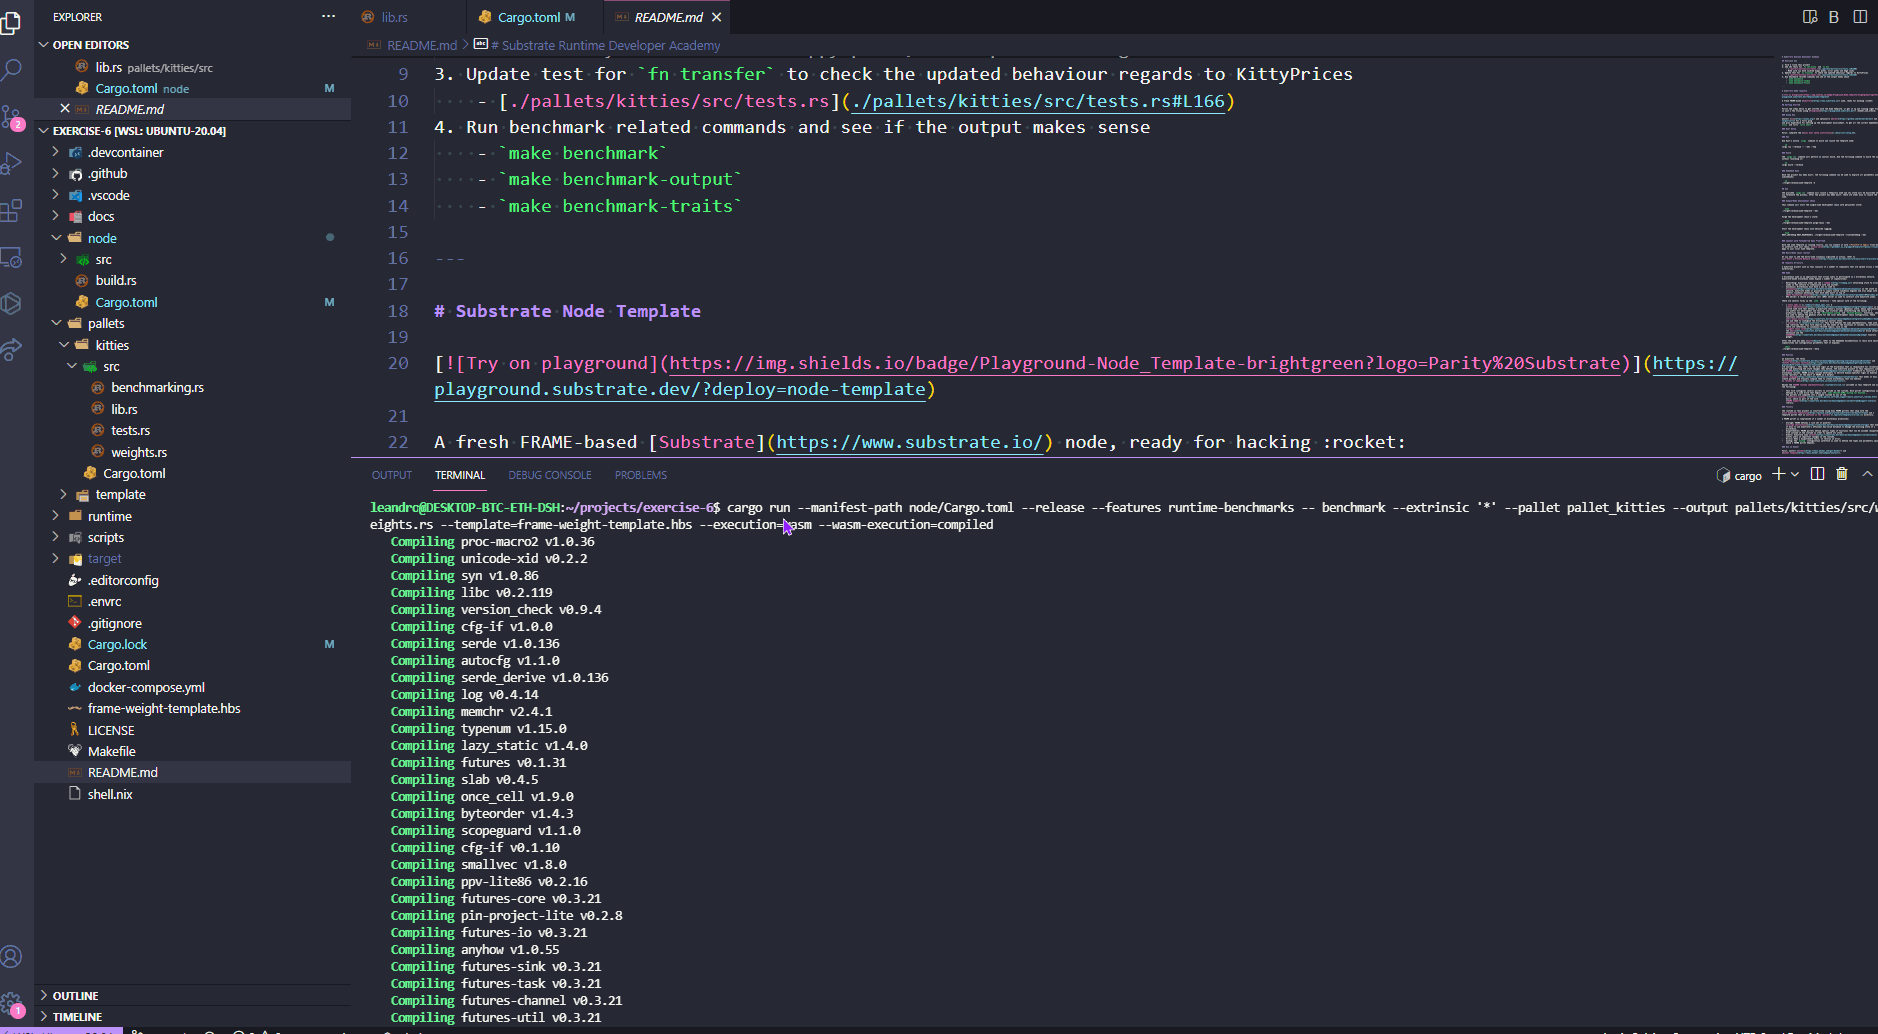 EXPLORER
OPEN EDITORS
lib.rs pallets/kitties/src
Cargo.toml node M
README.md
EXERCISE-6 [WSL: UBUNTU-20.04]
.devcontainer
.github
.vscode
docs
node
src
build.rs
Cargo.toml M
pallets
kitties
src
benchmarking.rs
lib.rs
tests.rs
weights.rs
Cargo.toml
template
runtime
scripts
target
.editorconfig
.envrc
.gitignore
Cargo.lock M
Cargo.toml
docker-compose.yml
frame-weight-template.hbs
LICENSE
Makefile
README.md
shell.nix
OUTLINE
TIMELINE
2
1
lib.rs
Cargo.toml M
README.md
B
README.md > # Substrate Runtime Developer Academy
9 3. Update test for `fn transfer` to check the updated behaviour regards to KittyPrices
10 - [./pallets/kitties/src/tests.rs](./pallets/kitties/src/tests.rs#L166)
11 4. Run benchmark related commands and see if the output makes sense
12 - `make benchmark`
13 - `make benchmark-output`
14 - `make benchmark-traits`
15
16 ---
17
18 # Substrate Node Template
19
20 [![Try on playground](https://img.shields.io/badge/Playground-Node_Template-brightgreen?logo=Parity%20Substrate)](https://
playground.substrate.dev/?deploy=node-template)
21
22 A fresh FRAME-based [Substrate](https://www.substrate.io/) node, ready for hacking :rocket:
OUTPUT TERMINAL DEBUG CONSOLE PROBLEMS
cargo
leandro@DESKTOP-BTC-ETH-DSH:~/projects/exercise-6$ cargo run --manifest-path node/Cargo.toml --release --features runtime-benchmarks -- benchmark --extrinsic '*' --pallet pallet_kitties --output pallets/kitties/src/w
eights.rs --template=frame-weight-template.hbs --execution=wasm --wasm-execution=compiled
Compiling proc-macro2 v1.0.36
Compiling unicode-xid v0.2.2
Compiling syn v1.0.86
Compiling libc v0.2.119
Compiling version_check v0.9.4
Compiling cfg-if v1.0.0
Compiling serde v1.0.136
Compiling autocfg v1.1.0
Compiling serde_derive v1.0.136
Compiling log v0.4.14
Compiling memchr v2.4.1
Compiling typenum v1.15.0
Compiling lazy_static v1.4.0
Compiling futures v0.1.31
Compiling slab v0.4.5
Compiling once_cell v1.9.0
Compiling byteorder v1.4.3
Compiling scopeguard v1.1.0
Compiling cfg-if v0.1.10
Compiling smallvec v1.8.0
Compiling ppv-lite86 v0.2.16
Compiling futures-core v0.3.21
Compiling pin-project-lite v0.2.8
Compiling futures-io v0.3.21
Compiling anyhow v1.0.55
Compiling futures-sink v0.3.21
Compiling futures-task v0.3.21
Compiling futures-channel v0.3.21
Compiling futures-util v0.3.21